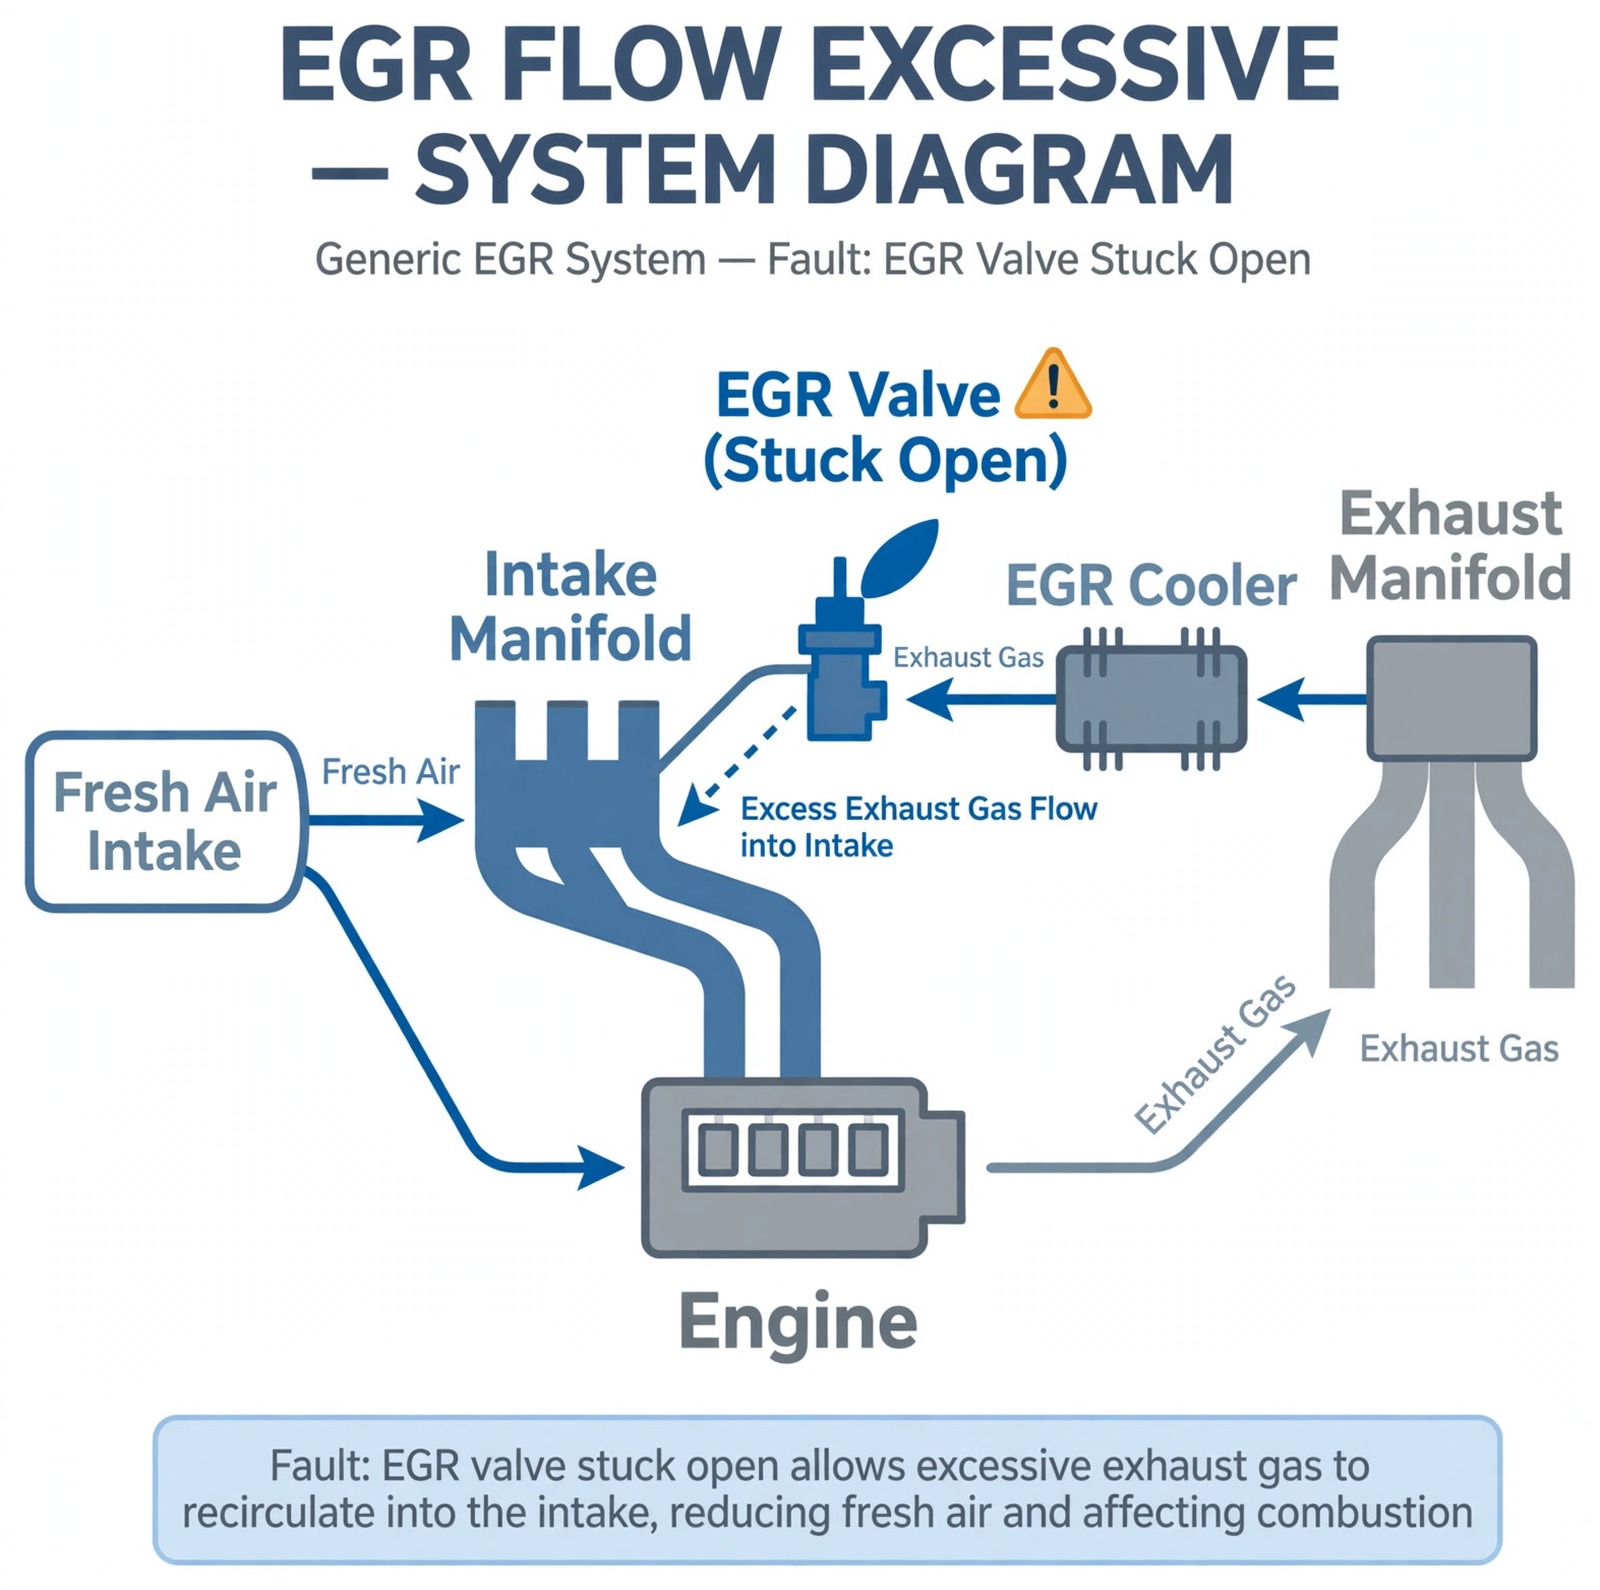 EGR FLOW EXCESSIVE
— SYSTEM DIAGRAM
Generic EGR System — Fault: EGR Valve Stuck Open
EGR Valve
(Stuck Open)
Intake
Manifold
EGR Cooler
Exhaust
Manifold
Exhaust Gas
Fresh Air
Intake
Fresh Air
Excess Exhaust Gas Flow
into Intake
Exhaust Gas
Exhaust Gas
Engine
Fault: EGR valve stuck open allows excessive exhaust gas to
recirculate into the intake, reducing fresh air and affecting combustion